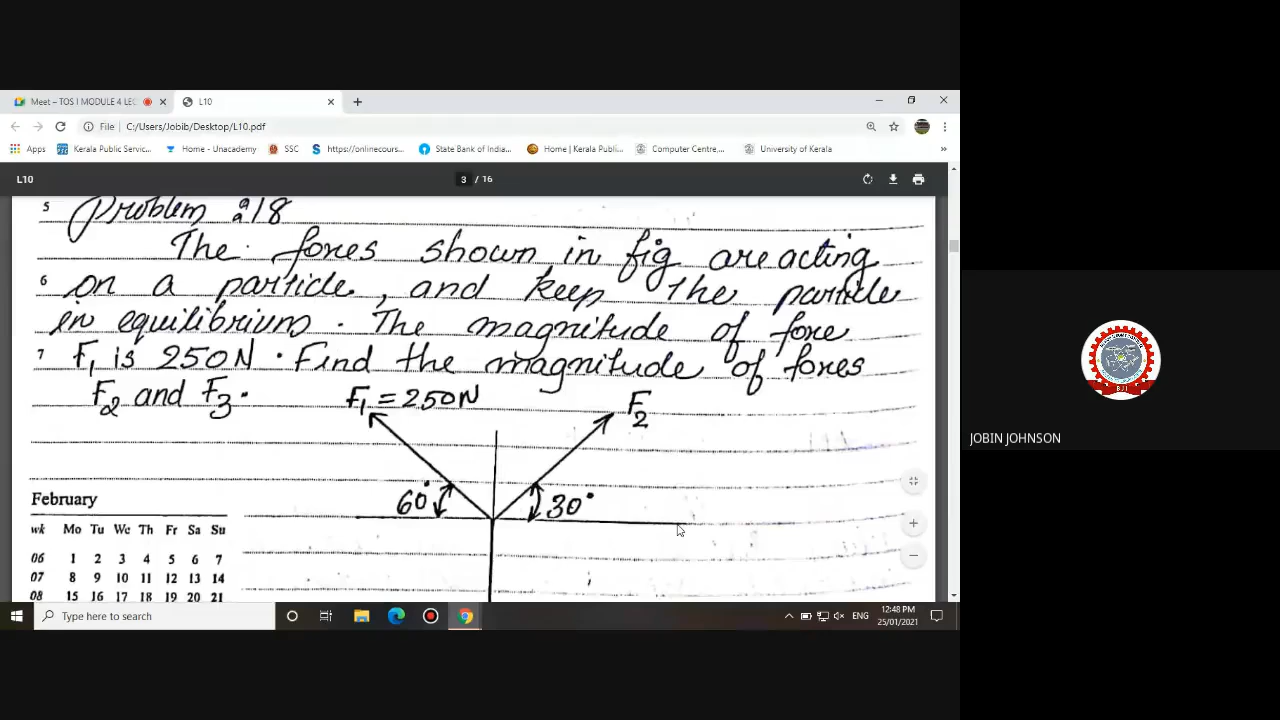 Meet – TOS I MODULE 4 LEC
L10
File | C:/Users/Jobib/Desktop/L10.pdf
Apps
Kerala Public Servic...
Home - Unacademy
SSC
https://onlinecours...
State Bank of India...
Home | Kerala Publi...
Computer Centre,...
University of Kerala
»
L10
3 / 16
5
Problem 218
The forces shown in fig are acting
6
on a particle, and keep the particle
in equilibrium. The magnitude of force
7
F1 is 250N. Find the magnitude of forces
F2 and F3.
F1 = 250N
F2
60°
30°
February
wk Mo Tu We Th Fr Sa Su
06 1 2 3 4 5 6 7
07 8 9 10 11 12 13 14
08 15 16 17 18 19 20 21
Type here to search
ENG
12:48 PM
25/01/2021
BJI
JOBIN JOHNSON